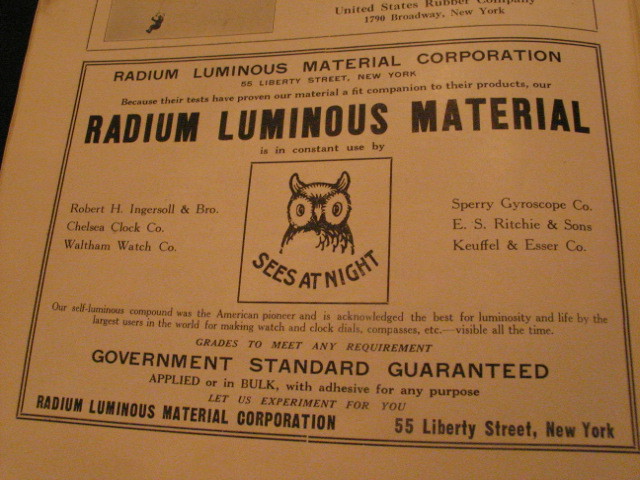 United States Rubber Company
1790 Broadway, New York
RADIUM LUMINOUS MATERIAL CORPORATION
55 LIBERTY STREET, NEW YORK
Because their tests have proven our material a fit companion to their products, our
RADIUM LUMINOUS MATERIAL
is in constant use by
Robert H. Ingersoll & Bro.
Chelsea Clock Co.
Waltham Watch Co.
SEES AT NIGHT
Sperry Gyroscope Co.
E. S. Ritchie & Sons
Keuffel & Esser Co.
Our self-luminous compound was the American pioneer and is acknowledged the best for luminosity and life by the
largest users in the world for making watch and clock dials, compasses, etc.—visible all the time.
GRADES TO MEET ANY REQUIREMENT
GOVERNMENT STANDARD GUARANTEED
APPLIED or in BULK, with adhesive for any purpose
LET US EXPERIMENT FOR YOU
RADIUM LUMINOUS MATERIAL CORPORATION 55 Liberty Street, New York